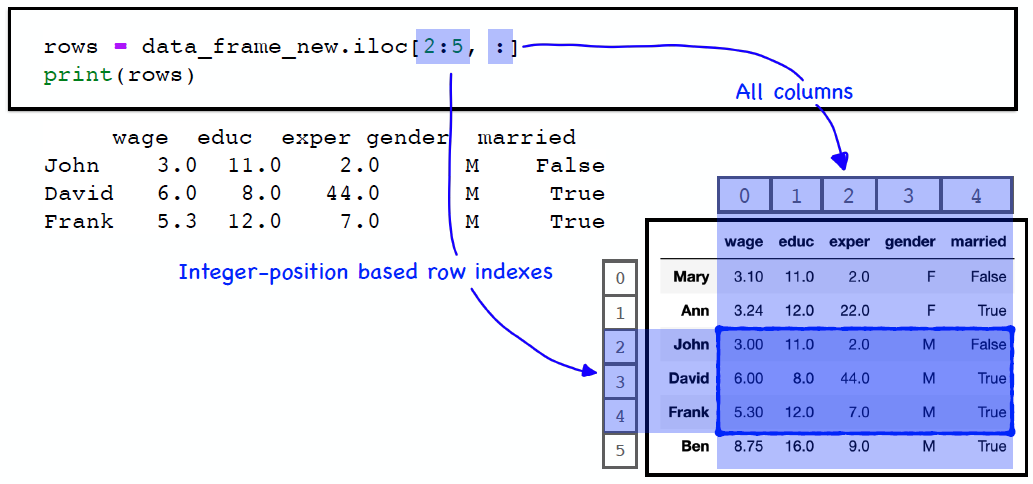 rows = data_frame_new.iloc[2:5, :]
print(rows)
All columns
wage educ exper gender married
John 3.0 11.0 2.0 M False
David 6.0 8.0 44.0 M True
Frank 5.3 12.0 7.0 M True
Integer-position based row indexes
0 1 2 3 4
wage educ exper gender married
0 Mary 3.10 11.0 2.0 F False
1 Ann 3.24 12.0 22.0 F True
2 John 3.00 11.0 2.0 M False
3 David 6.00 8.0 44.0 M True
4 Frank 5.30 12.0 7.0 M True
5 Ben 8.75 16.0 9.0 M True